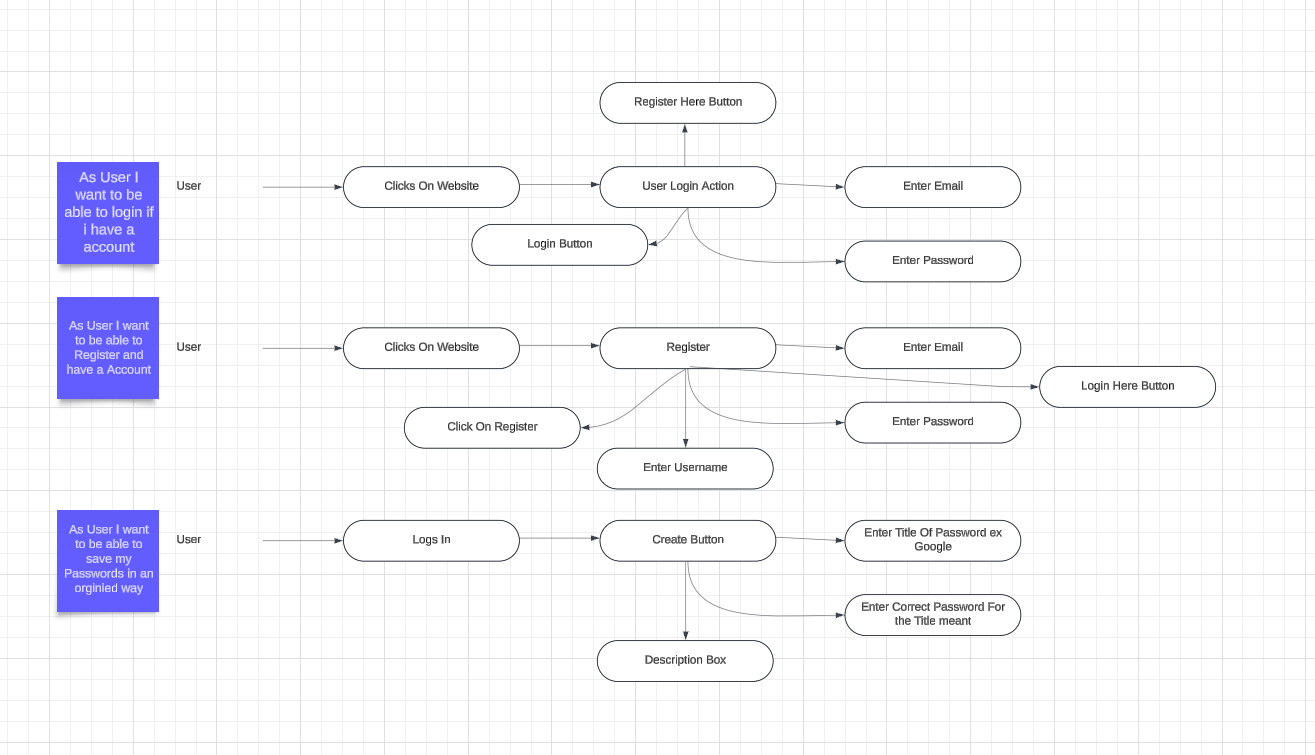 Register Here Button
As User I
want to be
able to login if
i have a
account
User
Clicks On Website
User Login Action
Enter Email
Login Button
Enter Password
As User I want
to be able to
Register and
have a Account
User
Clicks On Website
Register
Enter Email
Login Here Button
Click On Register
Enter Password
Enter Username
As User I want
to be able to
save my
Passwords in an
orginied way
User
Logs In
Create Button
Enter Title Of Password ex
Google
Enter Correct Password For
the Title meant
Description Box